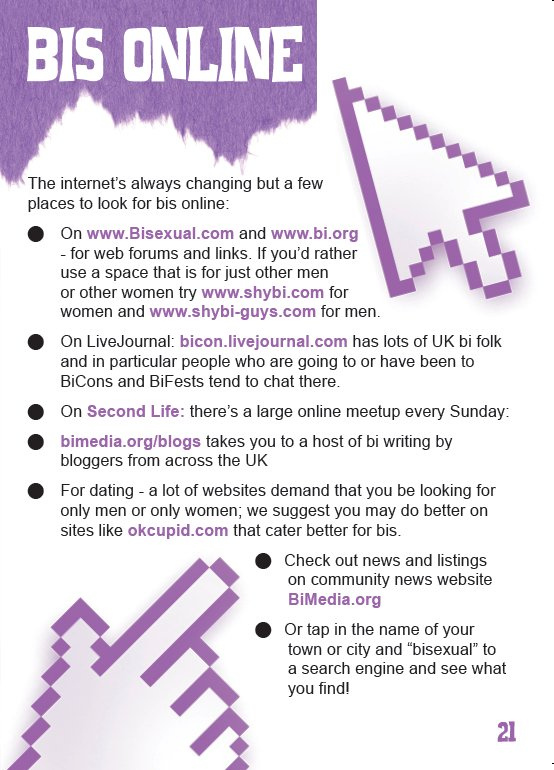 BIS ONLINE
The internet's always changing but a few
places to look for bis online:
● On www.Bisexual.com and www.bi.org
- for web forums and links. If you'd rather
use a space that is for just other men
or other women try www.shybi.com for
women and www.shybi-guys.com for men.
● On LiveJournal: bicon.livejournal.com has lots of UK bi folk
and in particular people who are going to or have been to
BiCons and BiFests tend to chat there.
● On Second Life: there's a large online meetup every Sunday:
● bimedia.org/blogs takes you to a host of bi writing by
bloggers from across the UK
● For dating - a lot of websites demand that you be looking for
only men or only women; we suggest you may do better on
sites like okcupid.com that cater better for bis.
● Check out news and listings
on community news website
BiMedia.org
● Or tap in the name of your
town or city and “bisexual” to
a search engine and see what
you find!
21